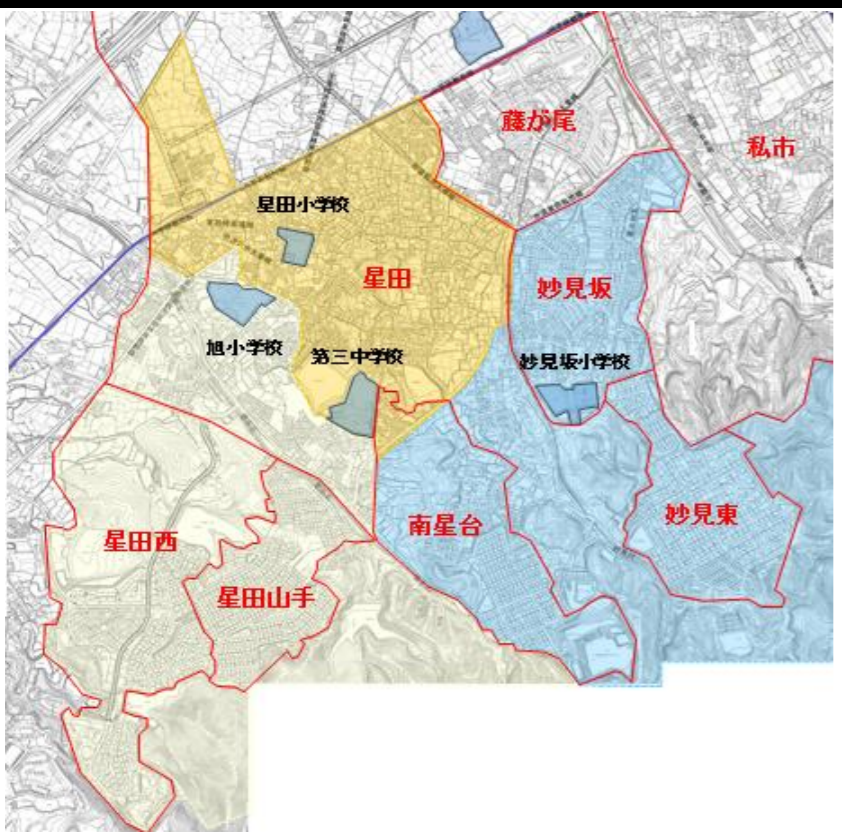 藤が尾
私市
星田小学校
星田
妙見坂
旭小学校
第三中学校
妙見坂小学校
妙見東
南星台
星田西
星田山手